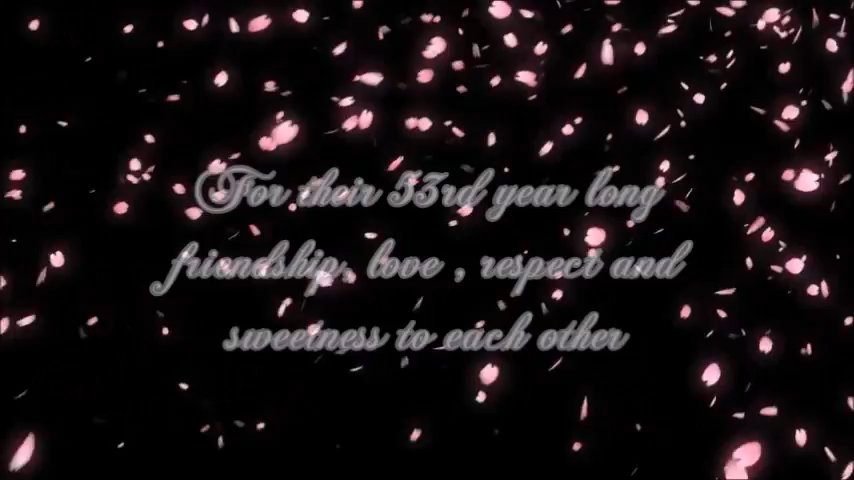 For their 53rd year long
friendship, love , respect and
sweetness to each other